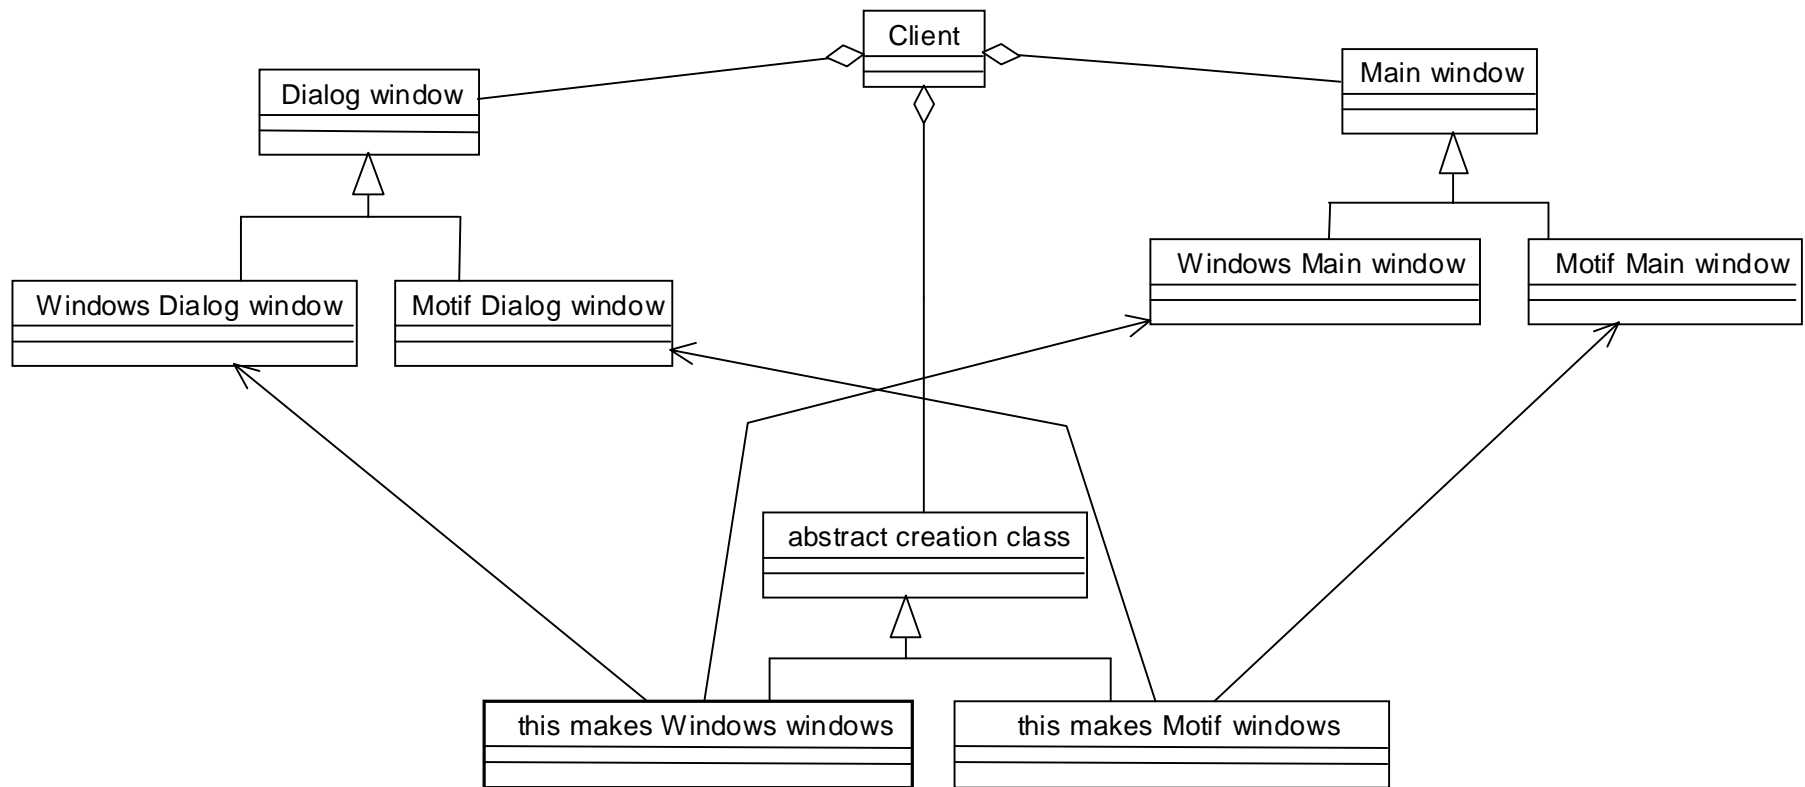 Client
Main window
Dialog window
Windows Main window
Motif Main window
Windows Dialog window
Motif Dialog window
abstract creation class
this makes Windows windows
this makes Motif windows